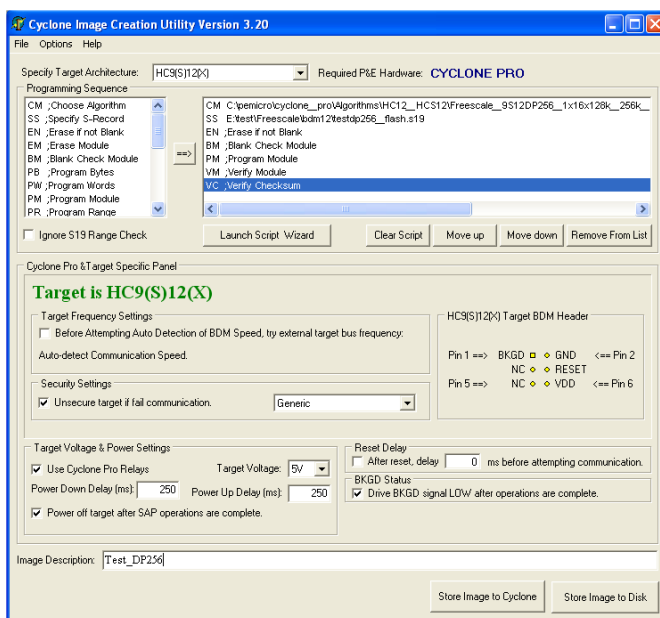 Cyclone Image Creation Utility Version 3.20
File Options Help
Specify Target Architecture: HC9(S)12(X) Required P&E Hardware: CYCLONE PRO
Programming Sequence
CM ;Choose Algorithm
SS ;Specify S-Record
EN ;Erase if not Blank
EM ;Erase Module
BM ;Blank Check Module
PB ;Program Bytes
PW ;Program Words
PM ;Program Module
PR ;Program Range
==>
CM C:\pemicro\cyclone_pro\Algorithms\HC12__HCS12\Freescale__9S12DP256__1x16x128k__256k_
SS E:\test\Freescale\bdm12\testdp256__flash.s19
EN ;Erase if not Blank
BM ;Blank Check Module
PM ;Program Module
VM ;Verify Module
VC ;Verify Checksum
Ignore S19 Range Check
Launch Script Wizard
Clear Script
Move up
Move down
Remove From List
Cyclone Pro &Target Specific Panel
Target is HC9(S)12(X)
Target Frequency Settings
Before Attempting Auto Detection of BDM Speed, try external target bus frequency:
Auto-detect Communication Speed.
HC9(S)12(X) Target BDM Header
Pin 1 ==> BKGD GND <== Pin 2
NC RESET
Pin 5 ==> NC VDD <== Pin 6
Security Settings
Unsecure target if fail communication. Generic
Target Voltage & Power Settings
Use Cyclone Pro Relays Target Voltage: 5V
Power Down Delay (ms): 250 Power Up Delay (ms): 250
Power off target after SAP operations are complete.
Reset Delay
After reset, delay 0 ms before attempting communication.
BKGD Status
Drive BKGD signal LOW after operations are complete.
Image Description: Test_DP256
Store Image to Cyclone
Store Image to Disk